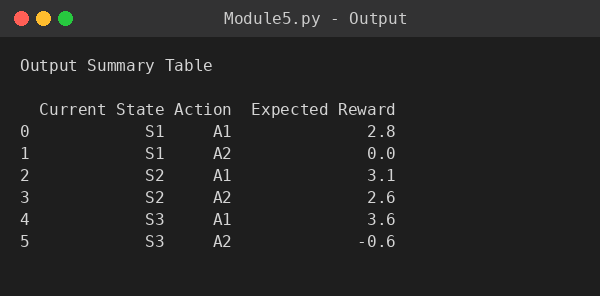 Module5.py - Output
Output Summary Table
  Current State Action  Expected Reward
0            S1     A1              2.8
1            S1     A2              0.0
2            S2     A1              3.1
3            S2     A2              2.6
4            S3     A1              3.6
5            S3     A2             -0.6